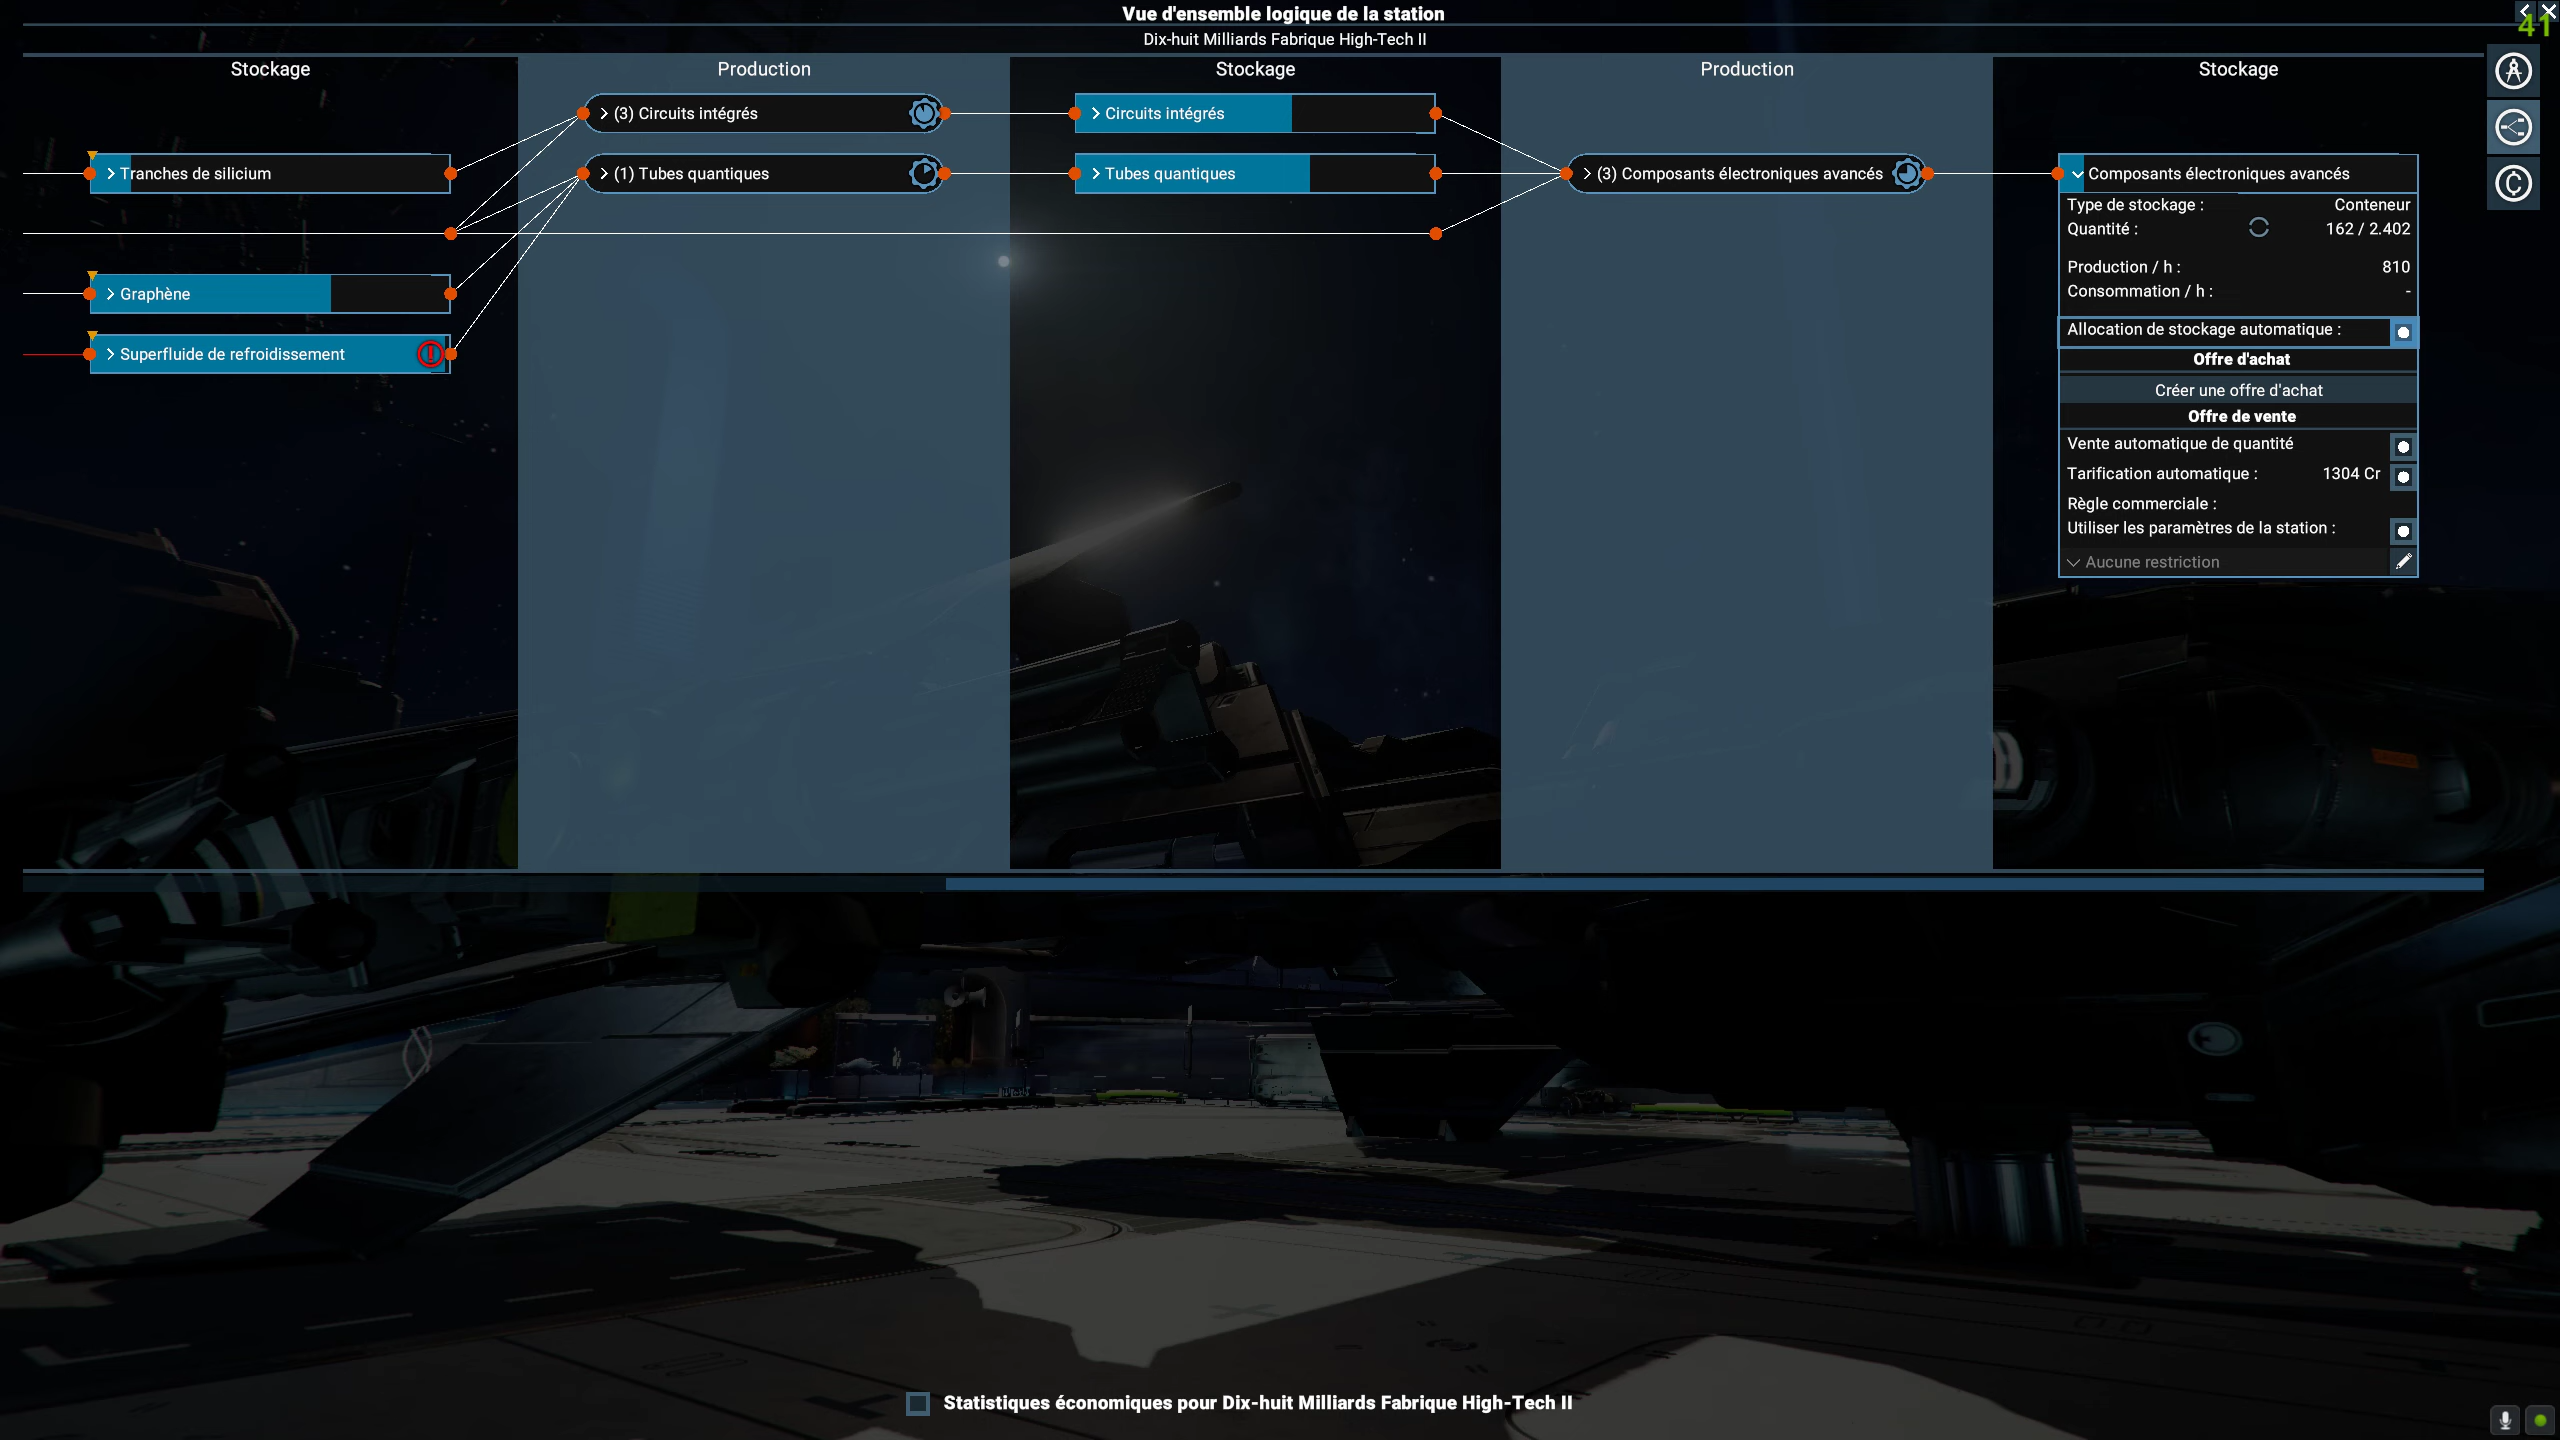 Vue d'ensemble logique de la station
Dix-huit Milliards Fabrique High-Tech II
41
Stockage
Production
Stockage
Production
Stockage
(3) Circuits intégrés
Circuits intégrés
Tranches de silicium
(1) Tubes quantiques
Tubes quantiques
(3) Composants électroniques avancés
Composants électroniques avancés
Graphène
Superfluide de refroidissement
Type de stockage : Conteneur
Quantité : 162 / 2.402
Production / h : 810
Consommation / h : -
Allocation de stockage automatique :
Offre d'achat
Créer une offre d'achat
Offre de vente
Vente automatique de quantité
Tarification automatique : 1304 Cr
Règle commerciale :
Utiliser les paramètres de la station :
Aucune restriction
Statistiques économiques pour Dix-huit Milliards Fabrique High-Tech II